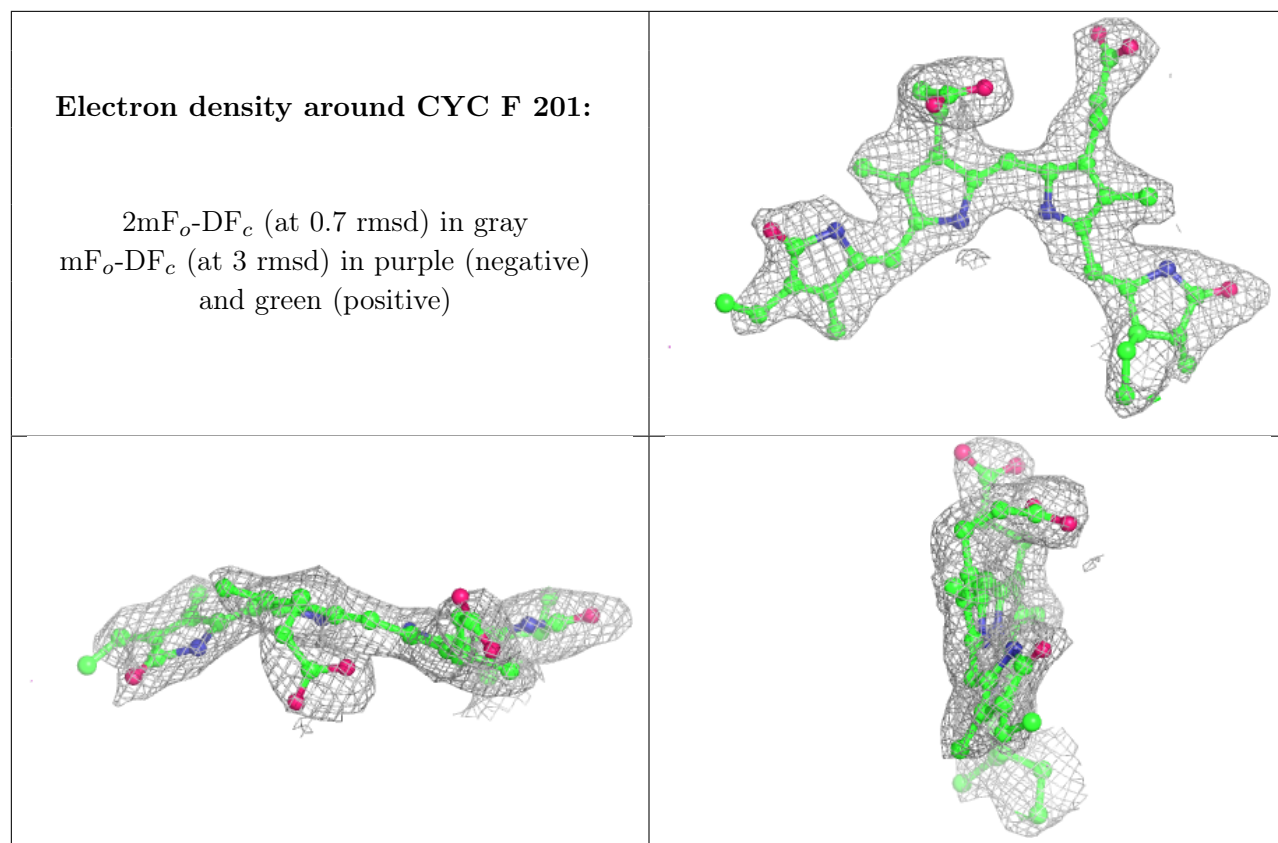 Electron density around CYC F 201:
2mFo-DFc (at 0.7 rmsd) in gray
mFo-DFc (at 3 rmsd) in purple (negative)
and green (positive)